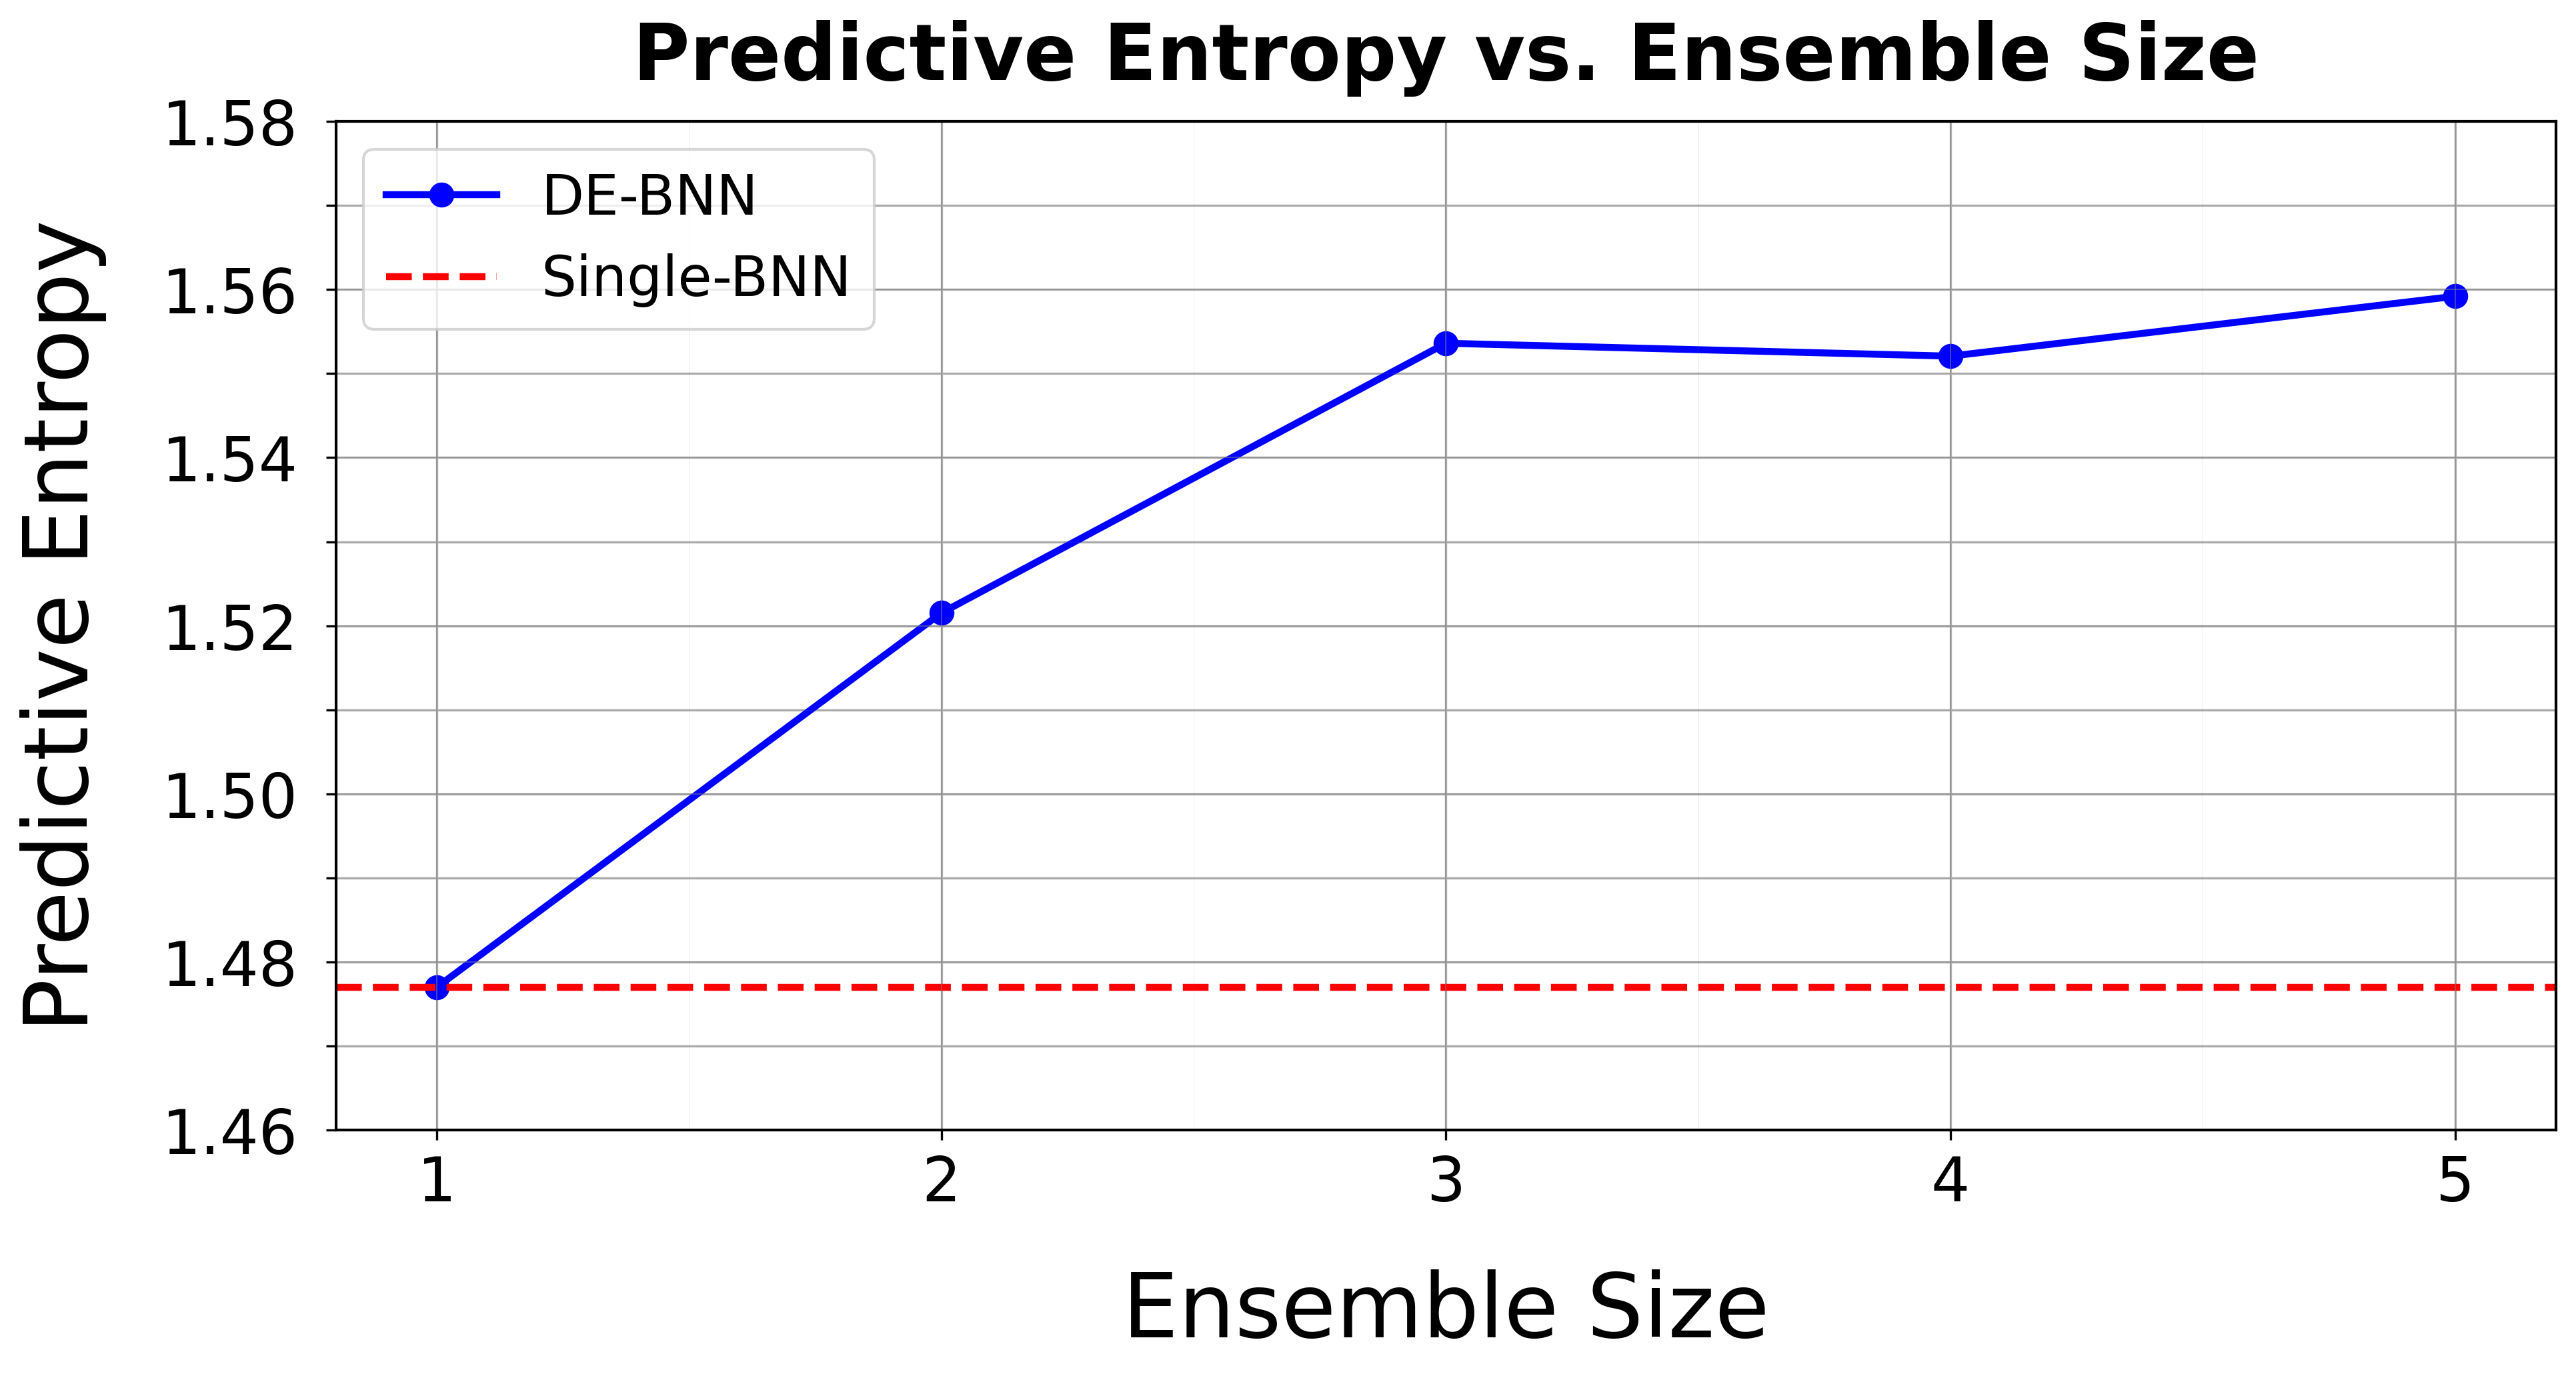 Predictive Entropy vs. Ensemble Size
1.58
1.56
1.54
1.52
1.50
1.48
1.46
Predictive Entropy
DE-BNN
Single-BNN
1 2 3 4 5
Ensemble Size